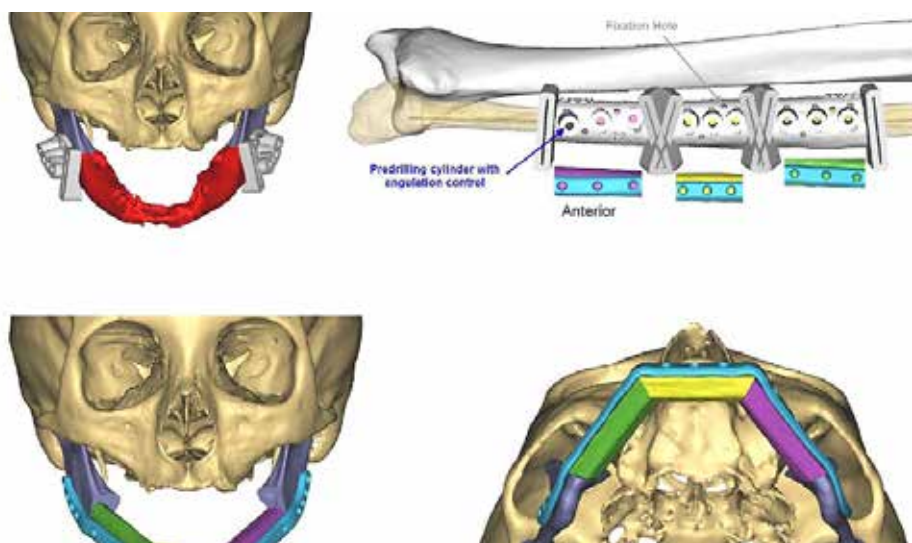 Fixation Hole
Predrilling cylinder with
angulation control
Anterior